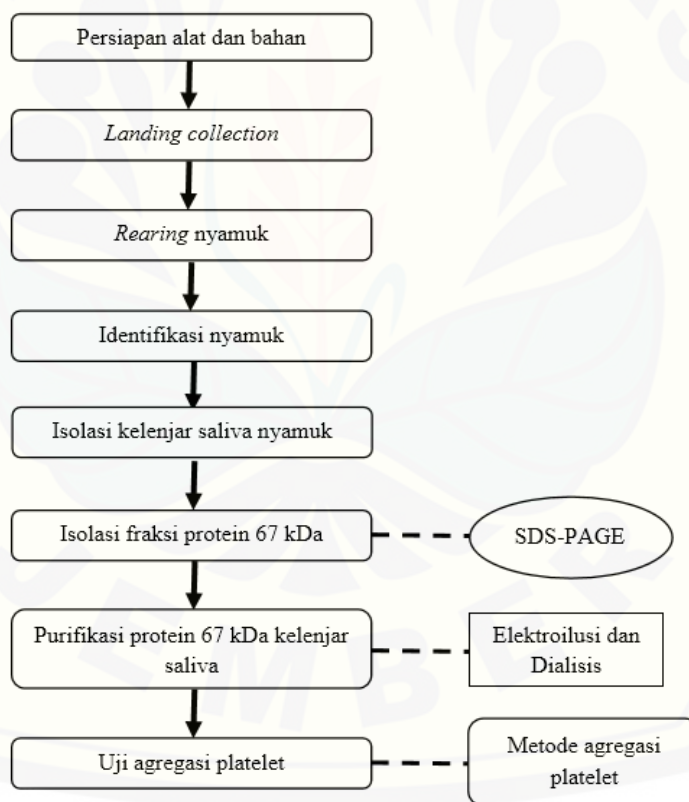 Persiapan alat dan bahan
Landing collection
Rearing nyamuk
Identifikasi nyamuk
Isolasi kelenjar saliva nyamuk
Isolasi fraksi protein 67 kDa
SDS-PAGE
Purifikasi protein 67 kDa kelenjar
saliva
Elektroilusi dan
Dialisis
Uji agregasi platelet
Metode agregasi
platelet
JEMBER